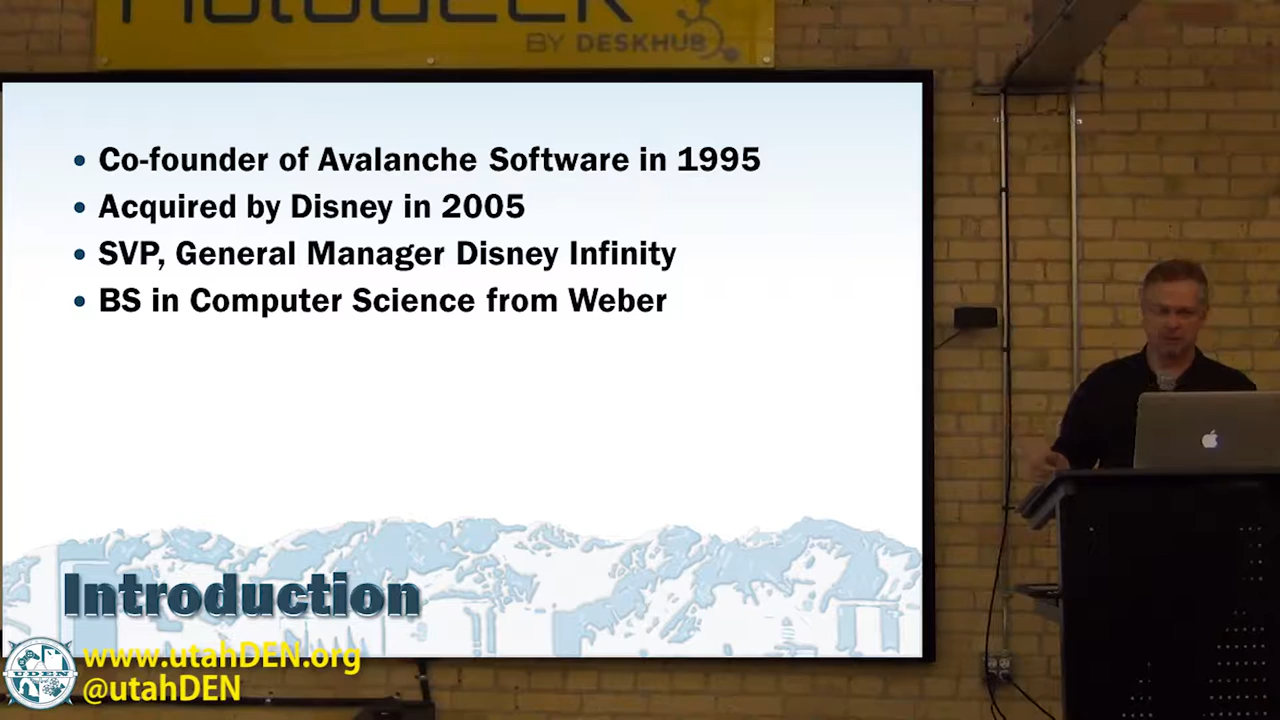 BY DESKHUB
• Co-founder of Avalanche Software in 1995
• Acquired by Disney in 2005
• SVP, General Manager Disney Infinity
• BS in Computer Science from Weber
Introduction
www.utahDEN.org
@utahDEN
UDEN